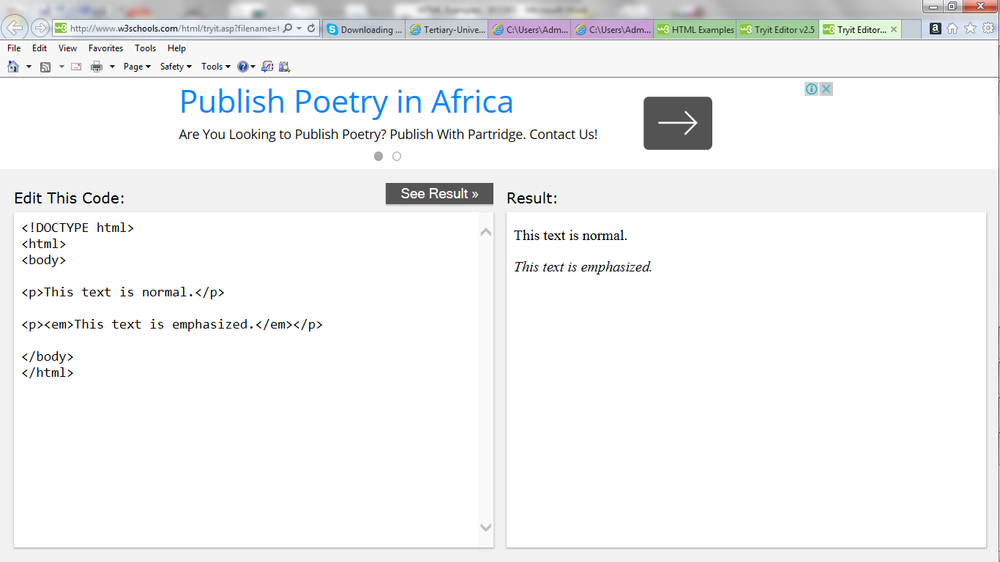 http://www.w3schools.com/html/tryit.asp?filename=t
Downloading ...
Tertiary-Unive...
C:\Users\Adm...
C:\Users\Adm...
HTML Examples
Tryit Editor v2.5
Tryit Editor...
File Edit View Favorites Tools Help
Page Safety Tools
Publish Poetry in Africa
Are You Looking to Publish Poetry? Publish With Partridge. Contact Us!
Edit This Code:
See Result »
<!DOCTYPE html>
<html>
<body>
<p>This text is normal.</p>
<p><em>This text is emphasized.</em></p>
</body>
</html>
Result:
This text is normal.
This text is emphasized.